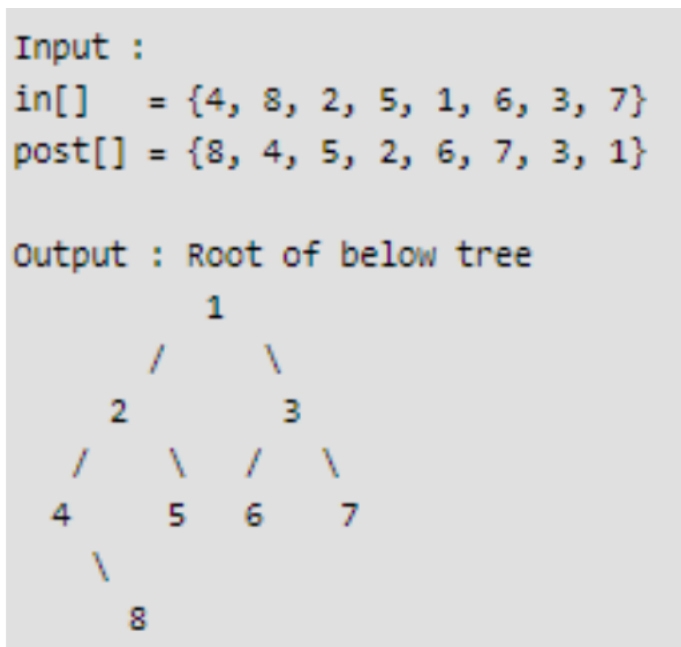 Input :
in[]   = {4, 8, 2, 5, 1, 6, 3, 7}
post[] = {8, 4, 5, 2, 6, 7, 3, 1}
Output : Root of below tree
          1
       /     \
     2        3
   /    \   /   \
  4     5   6    7
    \
      8